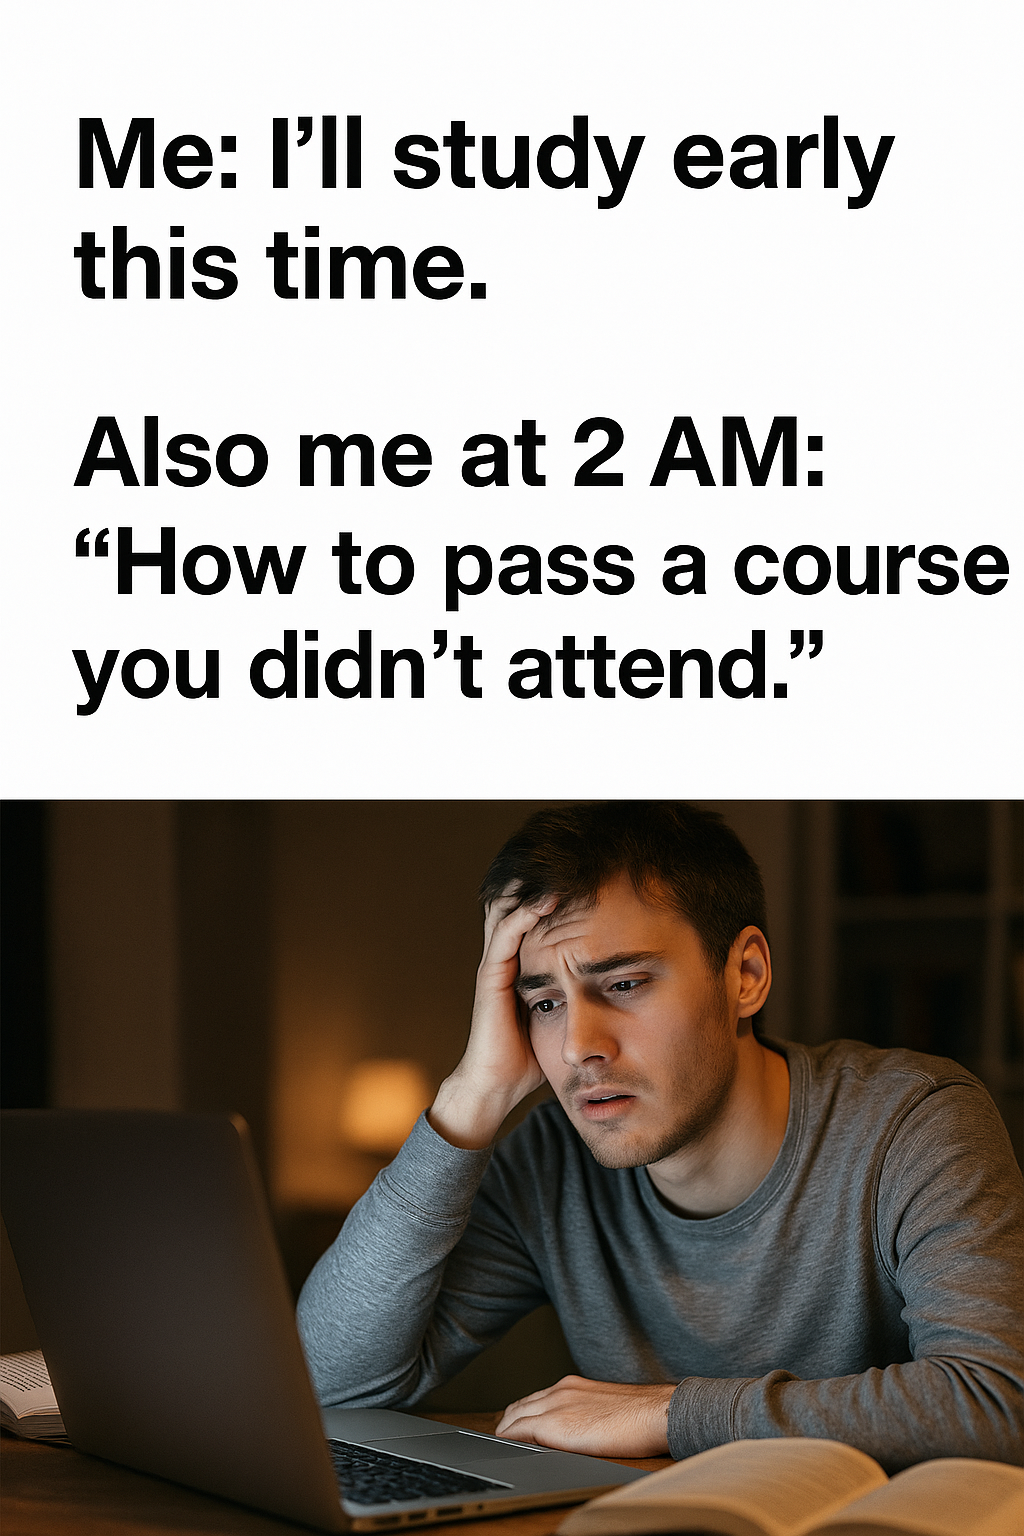 Me: I’ll study early
this time.
Also me at 2 AM:
“How to pass a course
you didn’t attend.”